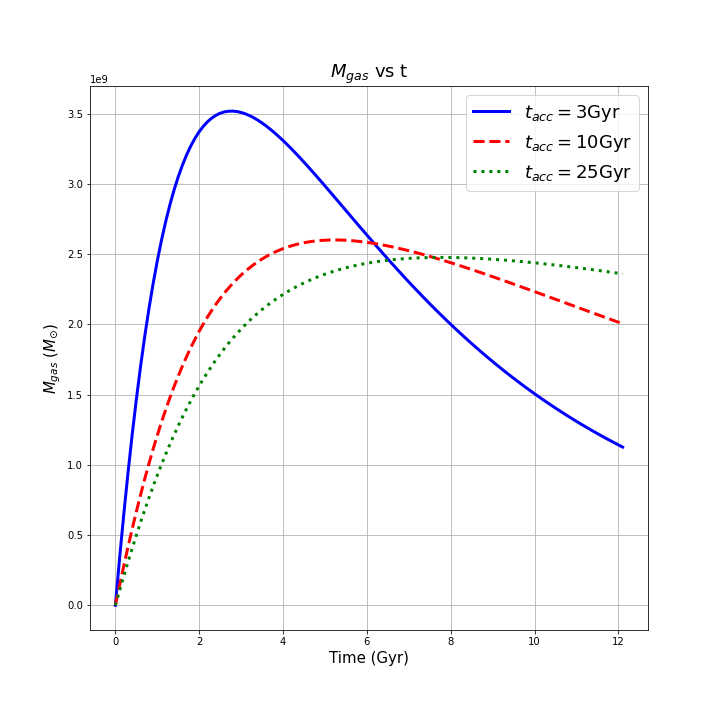 M_gas vs t
1e9
t_acc = 3Gyr
t_acc = 10Gyr
t_acc = 25Gyr
3.5
3.0
2.5
2.0
1.5
1.0
0.5
0.0
M_gas (M_⊙)
0 2 4 6 8 10 12
Time (Gyr)